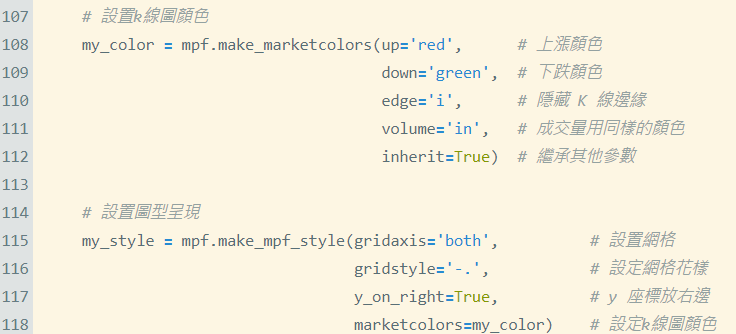 107 # 設置k線圖顏色
108 my_color = mpf.make_marketcolors(up='red', # 上漲顏色
109 down='green', # 下跌顏色
110 edge='i', # 隱藏 K 線邊緣
111 volume='in', # 成交量用同樣的顏色
112 inherit=True) # 繼承其他參數
113
114 # 設置圖型呈現
115 my_style = mpf.make_mpf_style(gridaxis='both', # 設置網格
116 gridstyle='-.', # 設定網格花樣
117 y_on_right=True, # y 座標放右邊
118 marketcolors=my_color) # 設定k線圖顏色